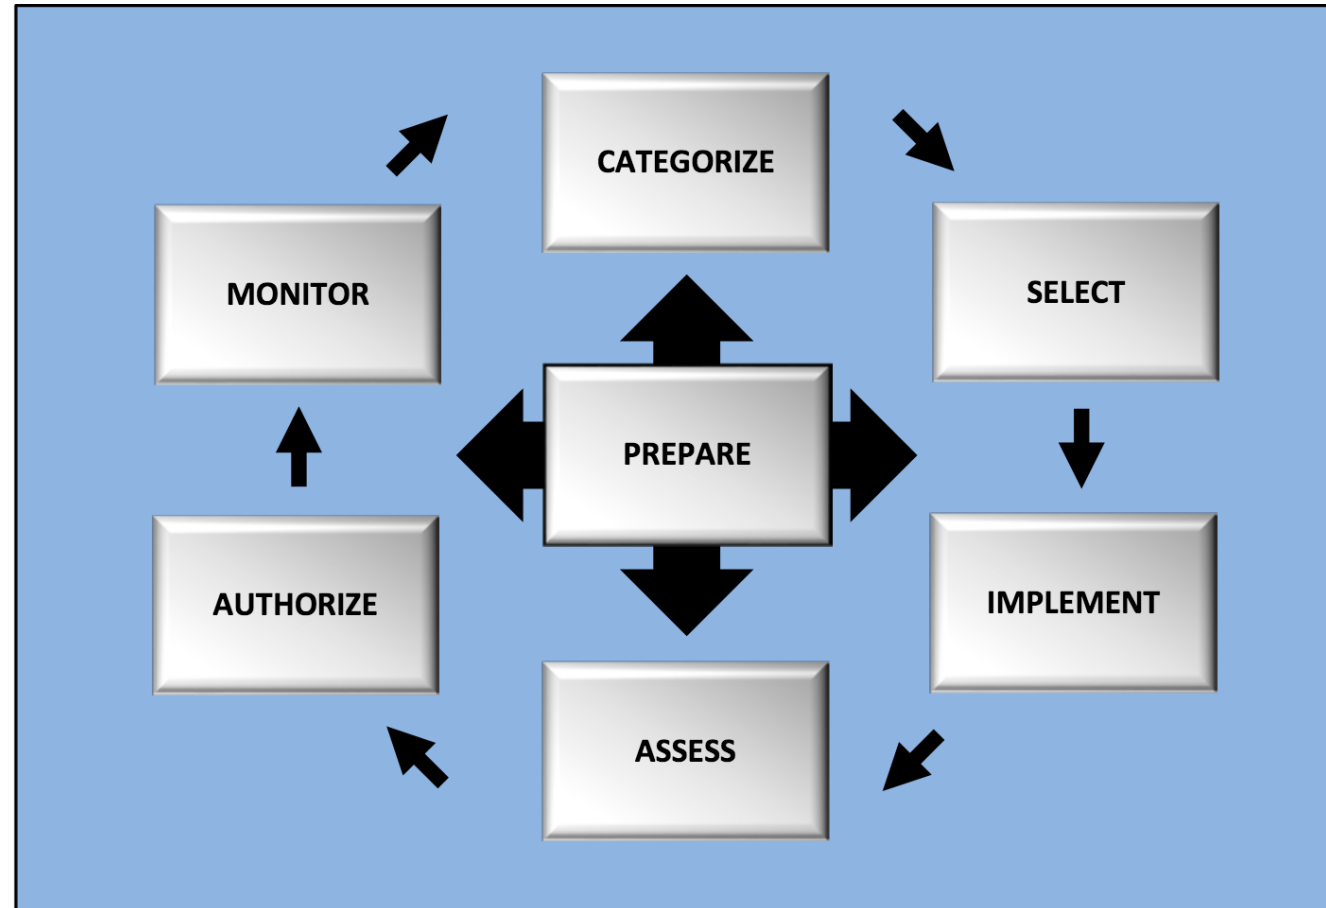 CATEGORIZE
MONITOR
SELECT
PREPARE
AUTHORIZE
IMPLEMENT
ASSESS